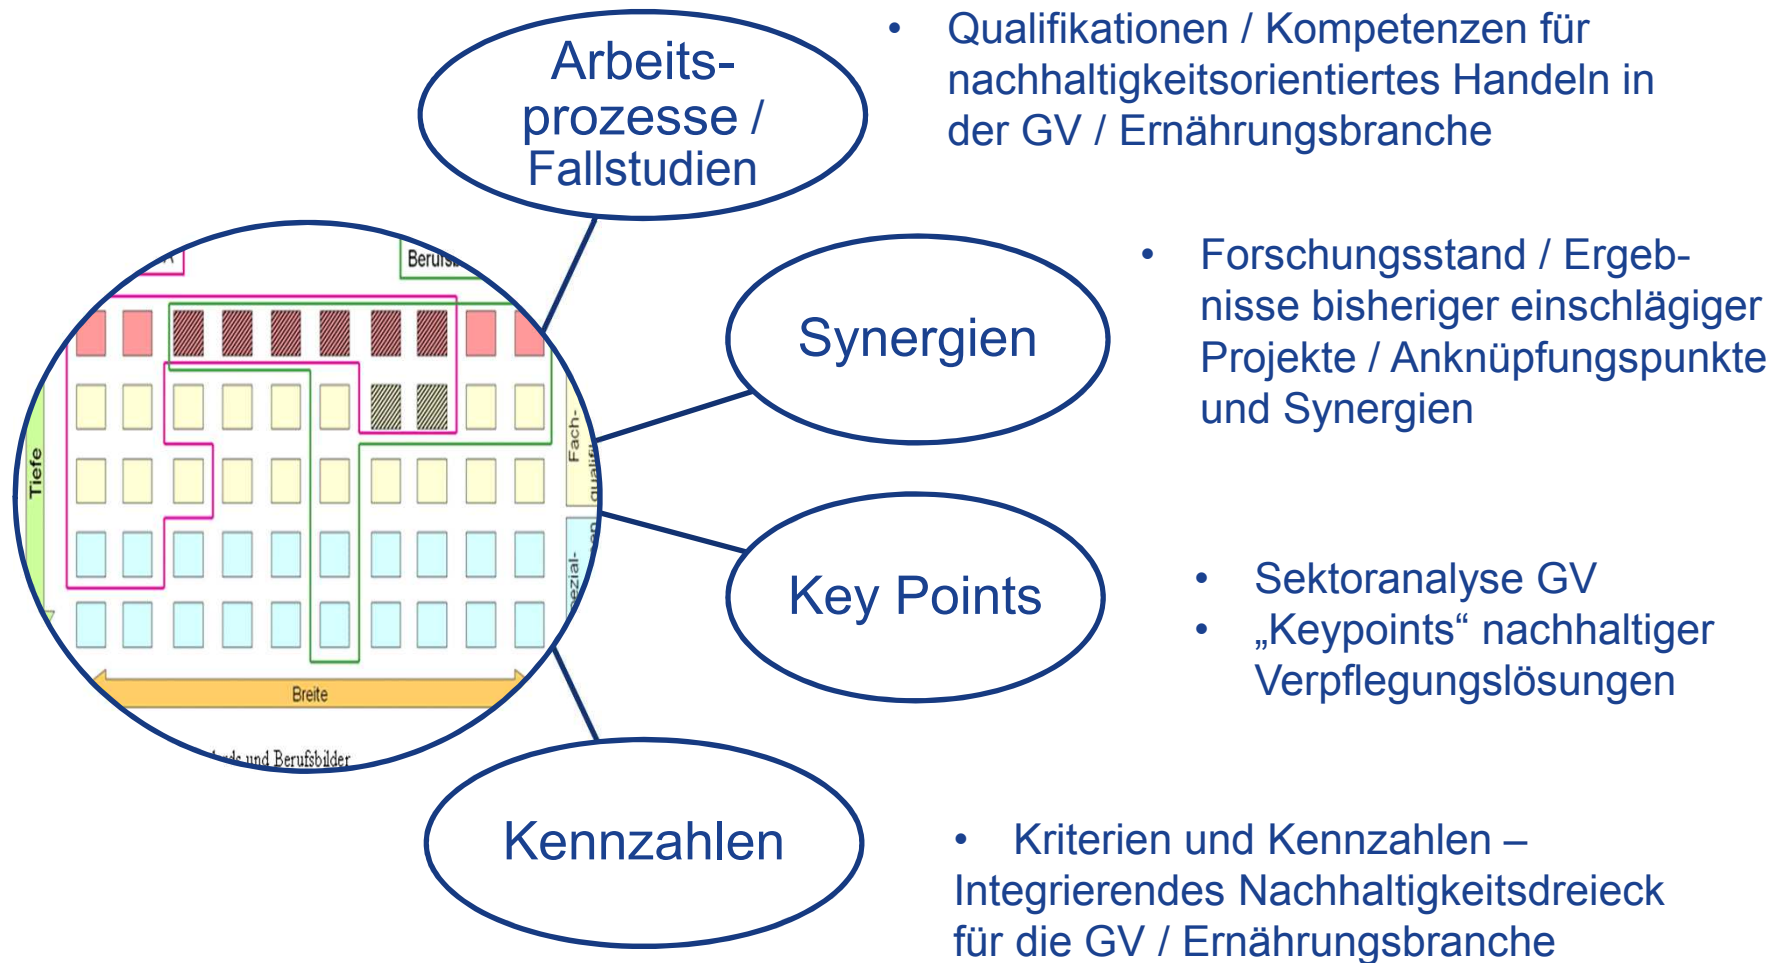 Arbeits-
prozesse /
Fallstudien
• Qualifikationen / Kompetenzen für
nachhaltigkeitsorientiertes Handeln in
der GV / Ernährungsbranche
Synergien
• Forschungsstand / Ergeb-
nisse bisheriger einschlägiger
Projekte / Anknüpfungspunkte
und Synergien
Key Points
• Sektoranalyse GV
• „Keypoints“ nachhaltiger
Verpflegungslösungen
Kennzahlen
• Kriterien und Kennzahlen –
Integrierendes Nachhaltigkeitsdreieck
für die GV / Ernährungsbranche
Tiefe
Fach-
Breite
und Berufsbilder